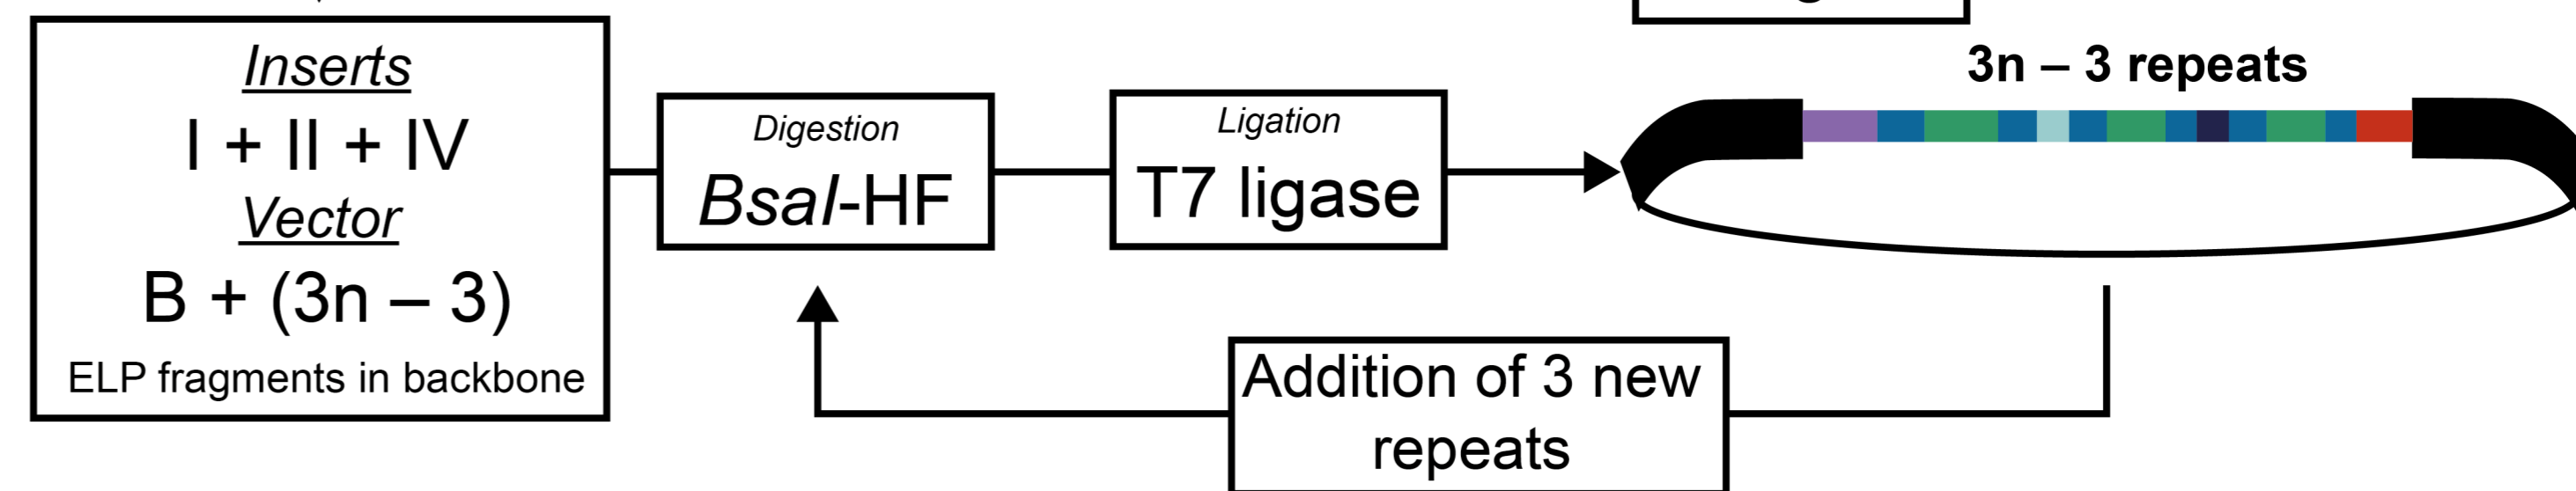 Inserts
I + II + IV
Vector
B + (3n – 3)
ELP fragments in backbone
Digestion
BsaI-HF
Ligation
T7 ligase
3n – 3 repeats
Addition of 3 new
repeats